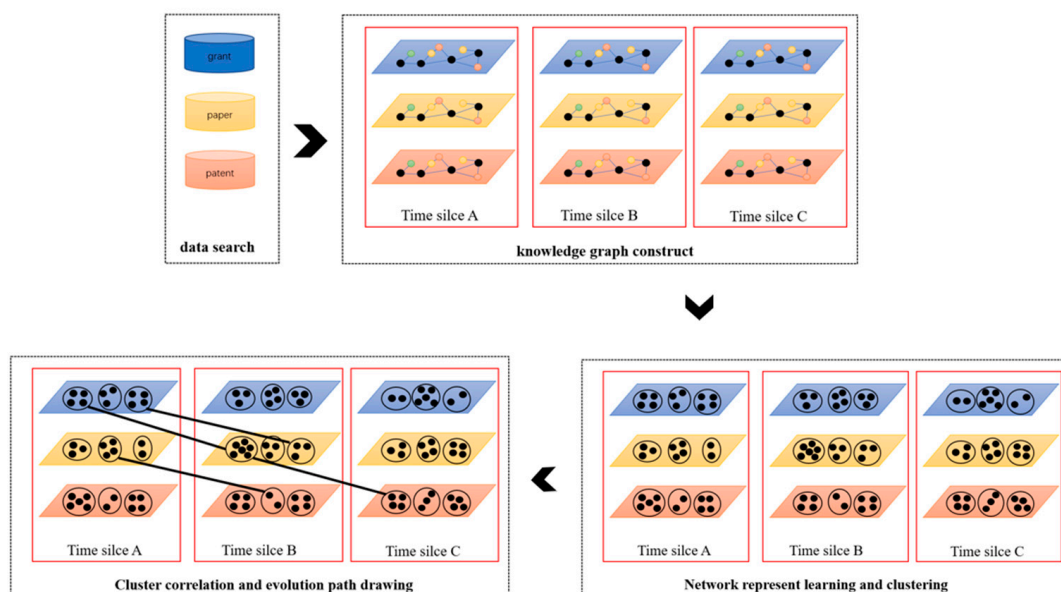 grant
paper
patent
data search
Time silce A
Time silce B
Time silce C
knowledge graph construct
Time silce A
Time silce B
Time silce C
Cluster correlation and evolution path drawing
Time silce A
Time silce B
Time silce C
Network represent learning and clustering